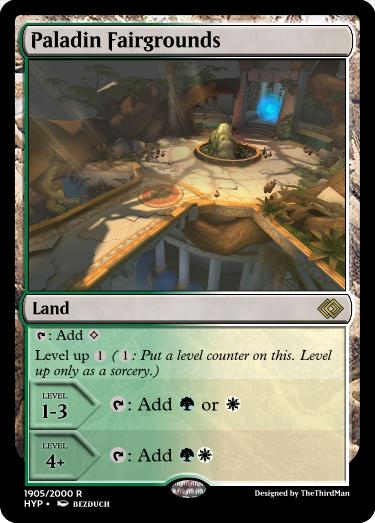 Paladin Fairgrounds
Land
: Add
Level up 1 ( 1 : Put a level counter on this. Level
up only as a sorcery.)
LEVEL
1-3
: Add or
LEVEL
4+
: Add
1905/2000 R
HYP • BEZDUCH
Designed by TheThirdMan